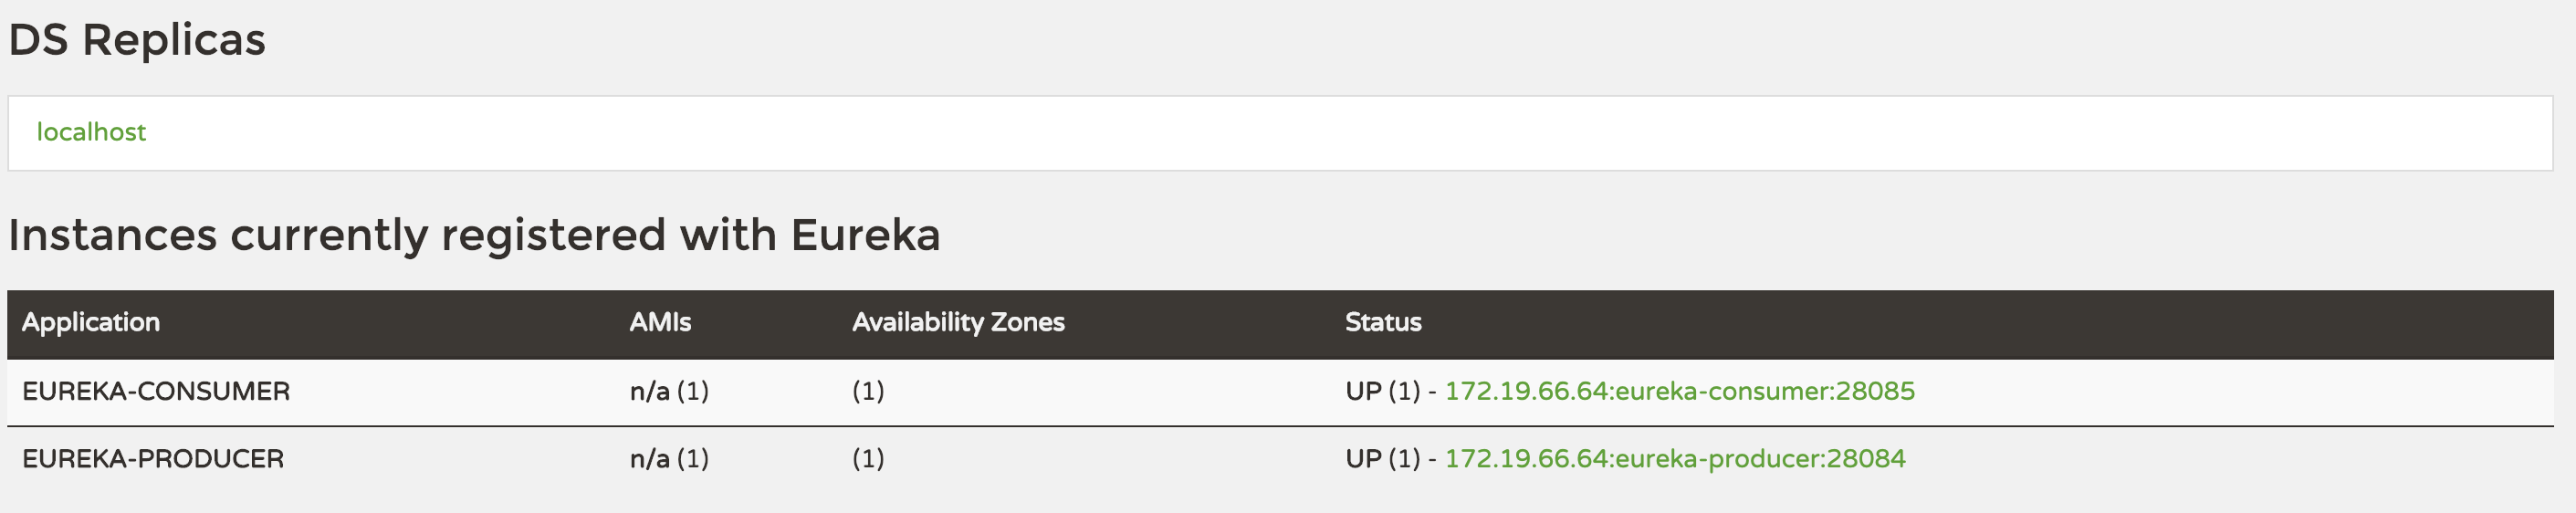 DS Replicas
localhost
Instances currently registered with Eureka
Application AMIs Availability Zones Status
EUREKA-CONSUMER n/a (1) (1) UP (1) - 172.19.66.64:eureka-consumer:28085
EUREKA-PRODUCER n/a (1) (1) UP (1) - 172.19.66.64:eureka-producer:28084